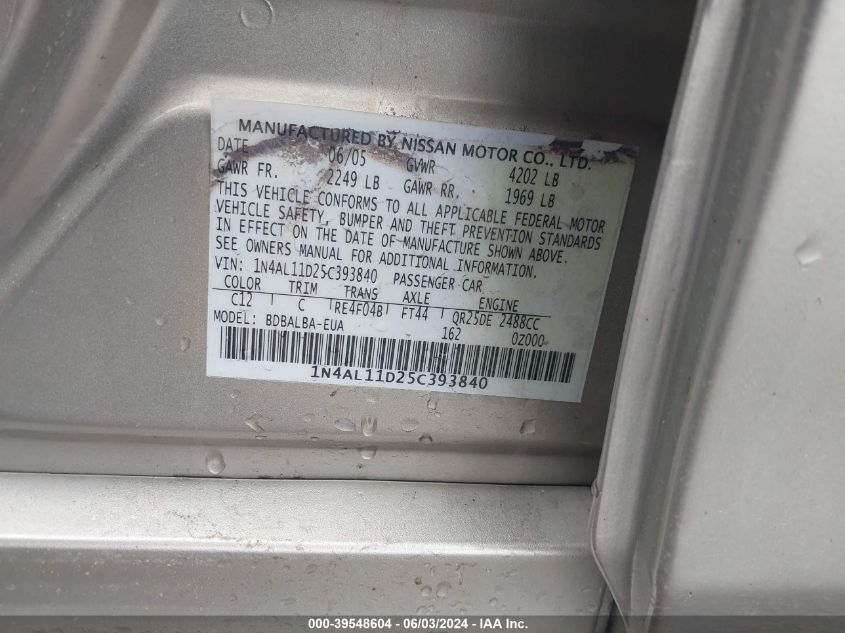 MANUFACTURED BY NISSAN MOTOR CO., LTD.
DATE 06/05 GVWR 4202 LB
GAWR FR. 2249 LB GAWR RR. 1969 LB
THIS VEHICLE CONFORMS TO ALL APPLICABLE FEDERAL MOTOR
VEHICLE SAFETY, BUMPER AND THEFT PREVENTION STANDARDS
IN EFFECT ON THE DATE OF MANUFACTURE SHOWN ABOVE.
SEE OWNERS MANUAL FOR ADDITIONAL INFORMATION.
VIN: 1N4AL11D25C393840 PASSENGER CAR
COLOR TRIM TRANS AXLE ENGINE
C12 C RE4F04B FT44 QR25DE 2488CC
MODEL: BDBALBA-EUA 162 0Z000
1N4AL11D25C393840
000-39548604 - 06/03/2024 - IAA Inc.